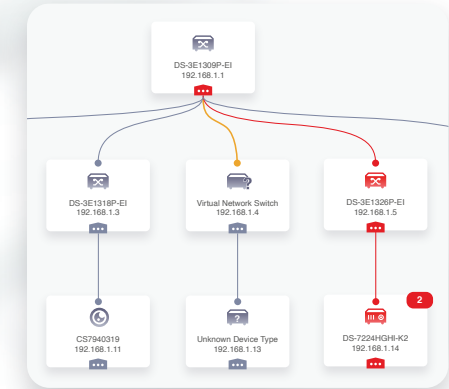 DS-3E1309P-EI
192.168.1.1
DS-3E1318P-EI
192.168.1.3
Virtual Network Switch
192.168.1.4
DS-3E1326P-EI
192.168.1.5
CS7940319
192.168.1.11
Unknown Device Type
192.168.1.13
2
DS-7224HGHI-K2
192.168.1.14